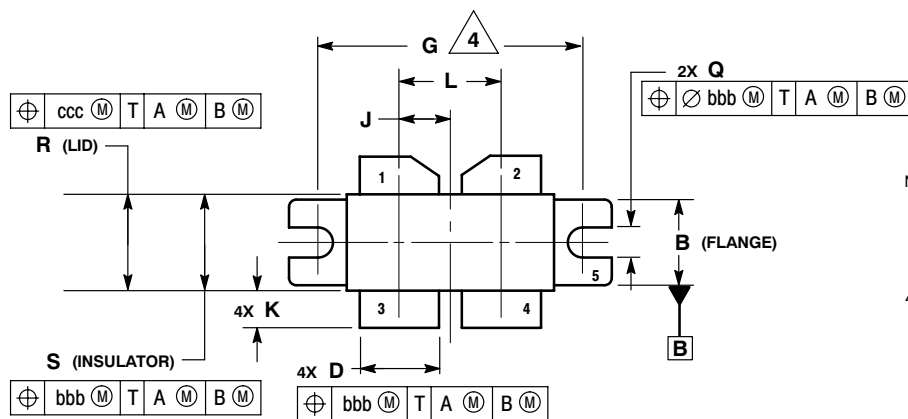 G 4
L
2X Q
⌖ ccc Ⓜ T A Ⓜ B Ⓜ
⌖ ⌀ bbb Ⓜ T A Ⓜ B Ⓜ
J
R (LID)
1
2
B (FLANGE)
5
4X K
3
4
S (INSULATOR)
B
4X D
⌖ bbb Ⓜ T A Ⓜ B Ⓜ
⌖ bbb Ⓜ T A Ⓜ B Ⓜ